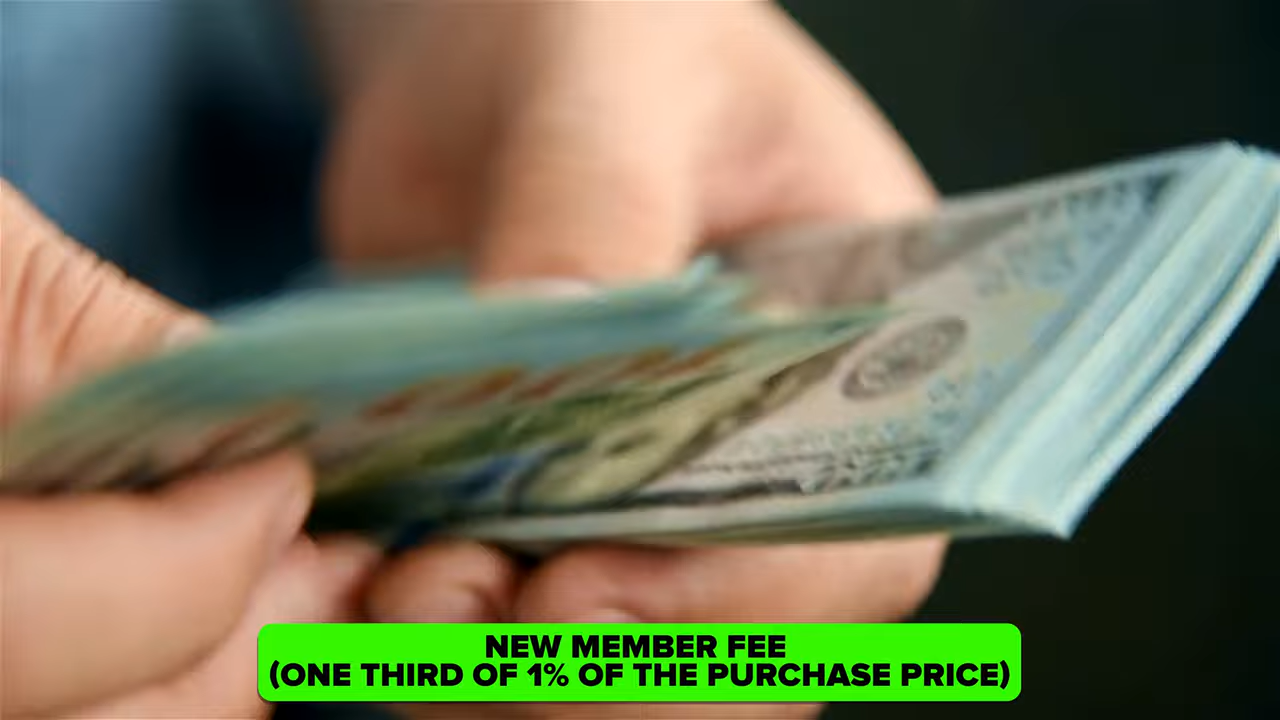 NEW MEMBER FEE
(ONE THIRD OF 1% OF THE PURCHASE PRICE)